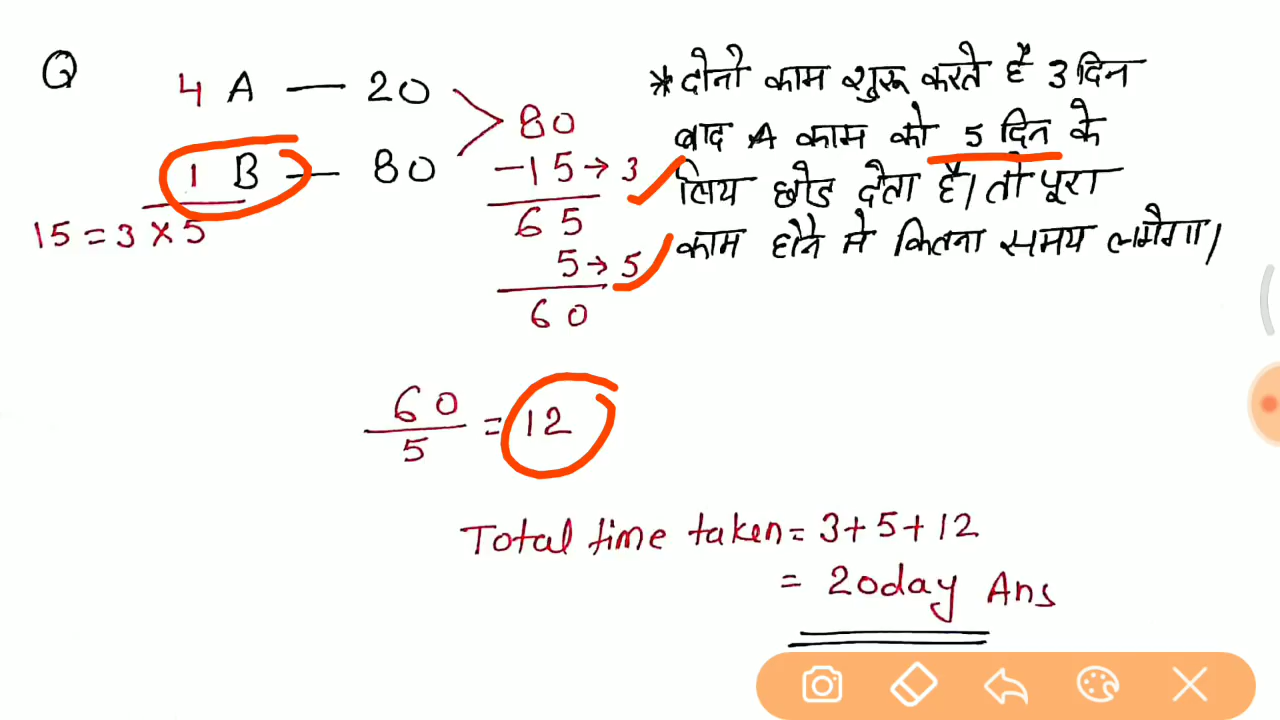 Q
4 A — 20
1 B — 80
15 = 3 × 5
80
- 15 → 3
65
5 → 5
60
* दोनो काम शुरू करते है 3 दिन
बाद A काम को 5 दिन के
लिय छोड देता है। तो पूरा
काम होने मे कितना समय लगेगा।
60/5 = 12
Total time taken = 3+5+12
= 20day Ans